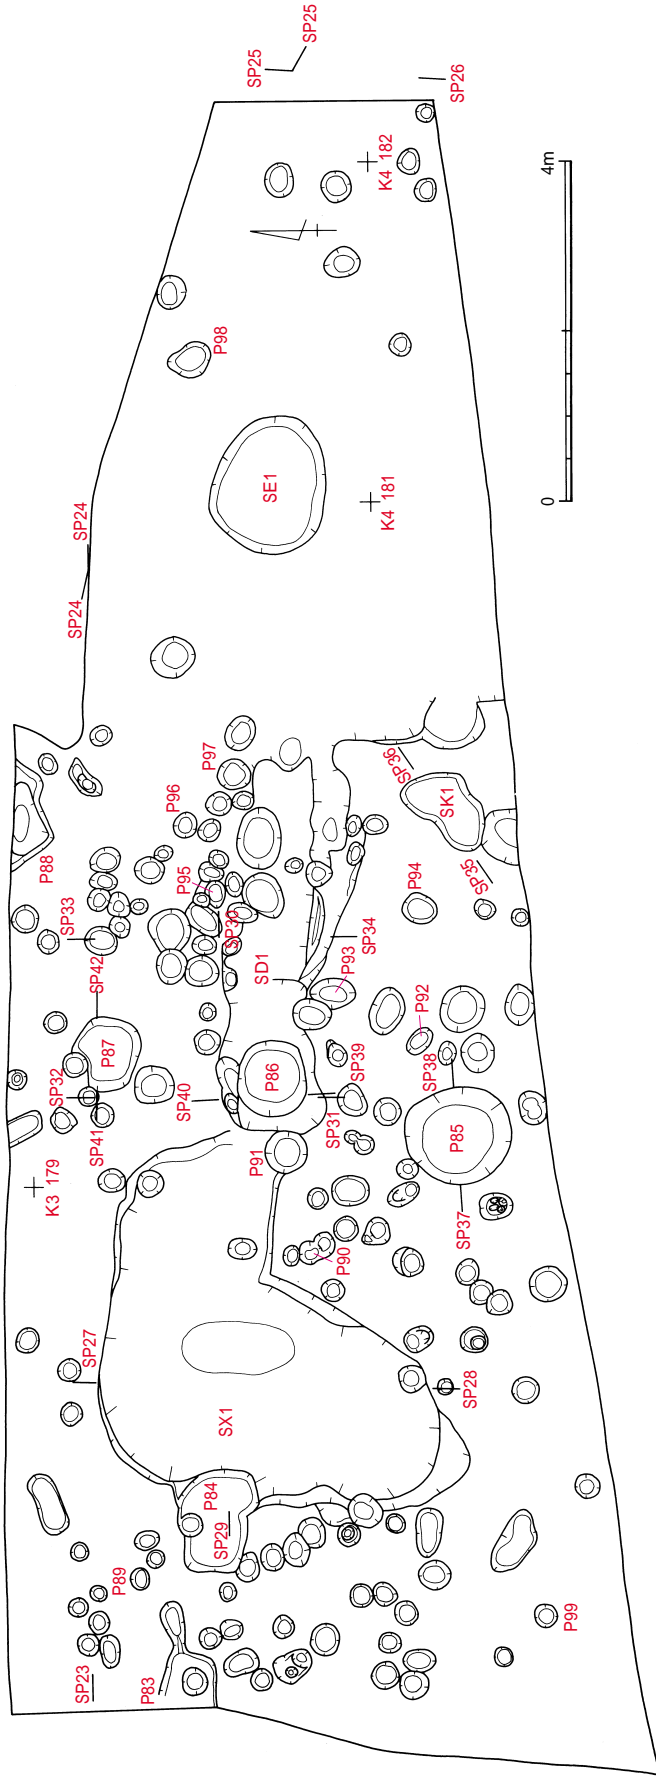 SP25
SP25
SP26
K4 182
4m
P98
SE1
K4 181
0
SP24
SP24
P97
SP36
P96
SK1
P88
P95
P94
SP35
SP33
SP30
SP34
SD1
P93
SP42
P92
P87
SP39
P86
SP38
SP32
SP40
SP31
P85
SP41
P91
K3 179
SP37
P90
SP27
SP28
SX1
P84
SP29
P89
P99
SP23
P83